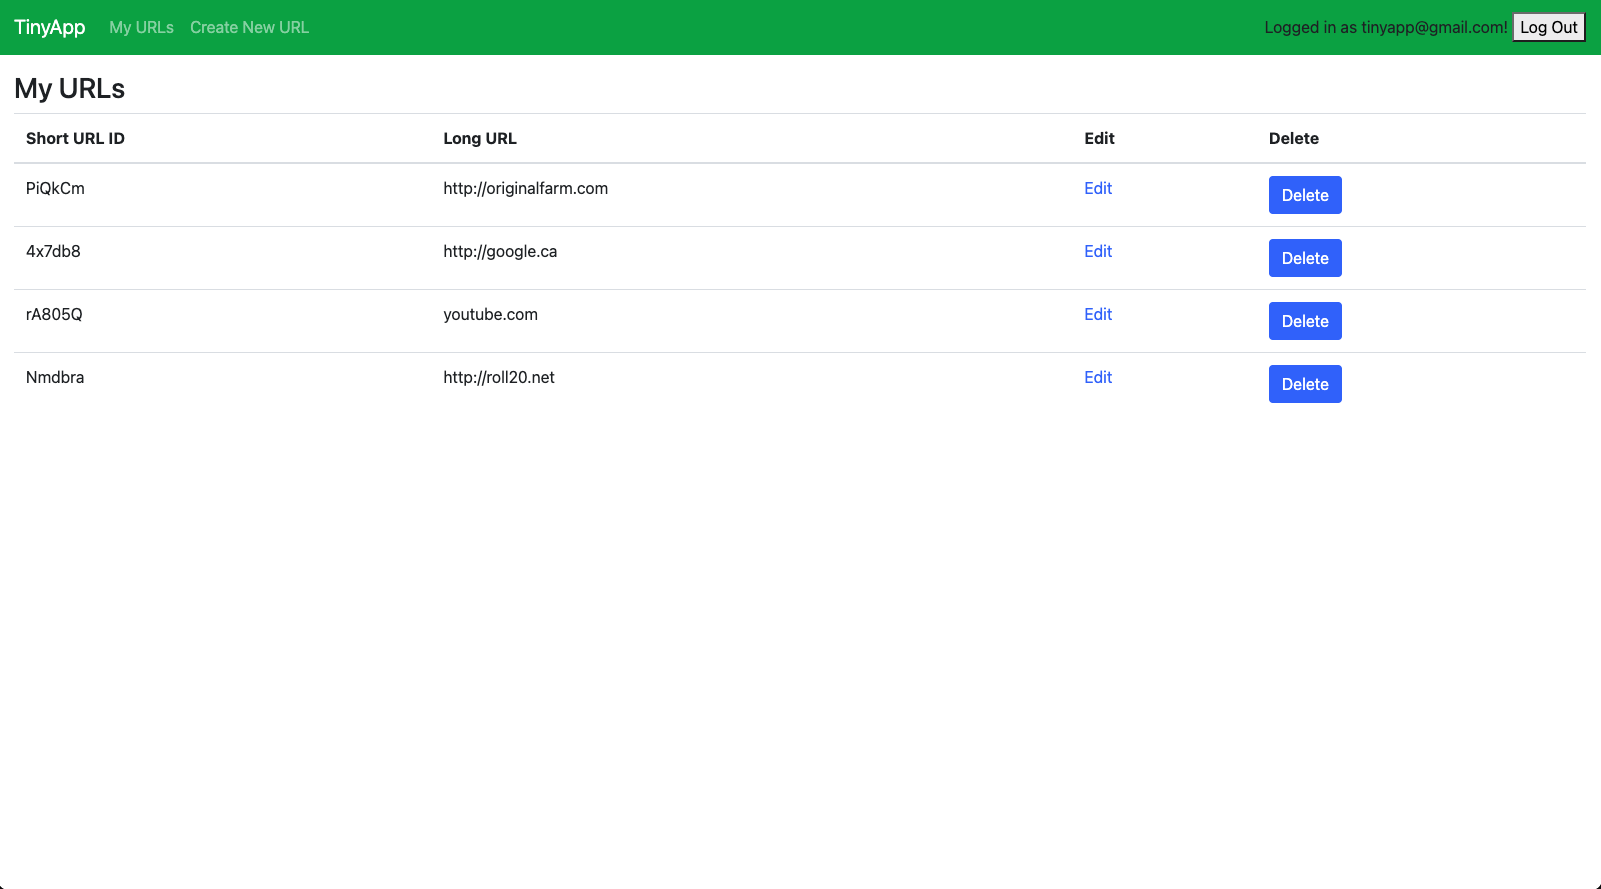 TinyApp My URLs Create New URL Logged in as tinyapp@gmail.com! Log Out
My URLs
Short URL ID Long URL Edit Delete
PiQkCm http://originalfarm.com Edit Delete
4x7db8 http://google.ca Edit Delete
rA805Q youtube.com Edit Delete
Nmdbra http://roll20.net Edit Delete